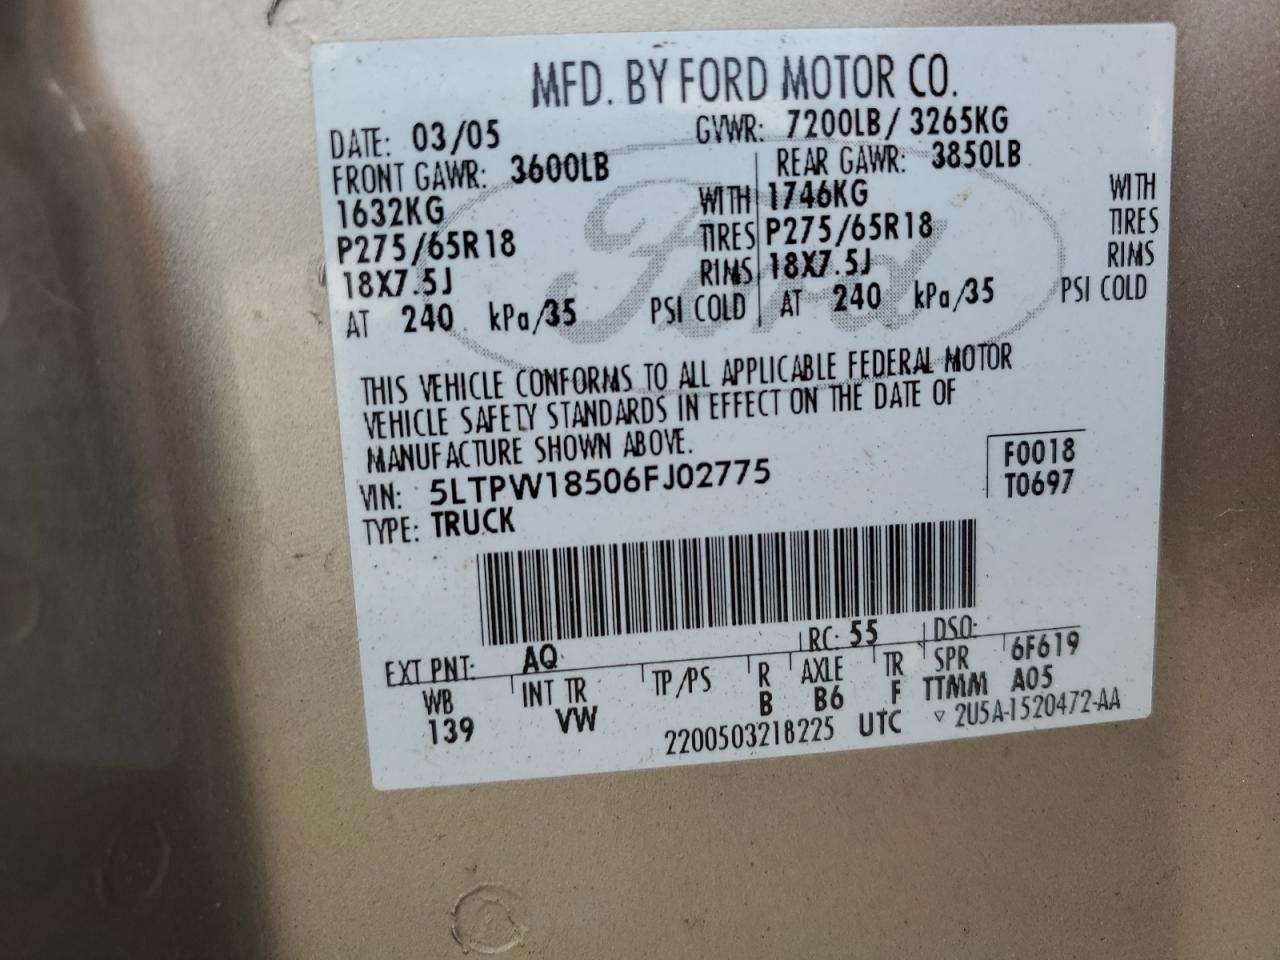 MFD. BY FORD MOTOR CO.
DATE: 03/05 GVWR: 7200LB/ 3265KG
FRONT GAWR: 3600LB REAR GAWR: 3850LB
1632KG WITH 1746KG WITH
P275/65R18 TIRES P275/65R18 TIRES
18X7.5J RIMS 18X7.5J RIMS
AT 240 kPa/35 PSI COLD AT 240 kPa/35 PSI COLD
Ford
THIS VEHICLE CONFORMS TO ALL APPLICABLE FEDERAL MOTOR
VEHICLE SAFETY STANDARDS IN EFFECT ON THE DATE OF
MANUFACTURE SHOWN ABOVE.
VIN: 5LTPW18506FJ02775 F0018
TYPE: TRUCK T0697
EXT PNT: AQ RC: 55 DSO:
WB INT TR TP/PS R AXLE TR SPR 6F619
139 VW B B6 F TTMM A05
2200503218225 UTC ▽ 2U5A-1520472-AA